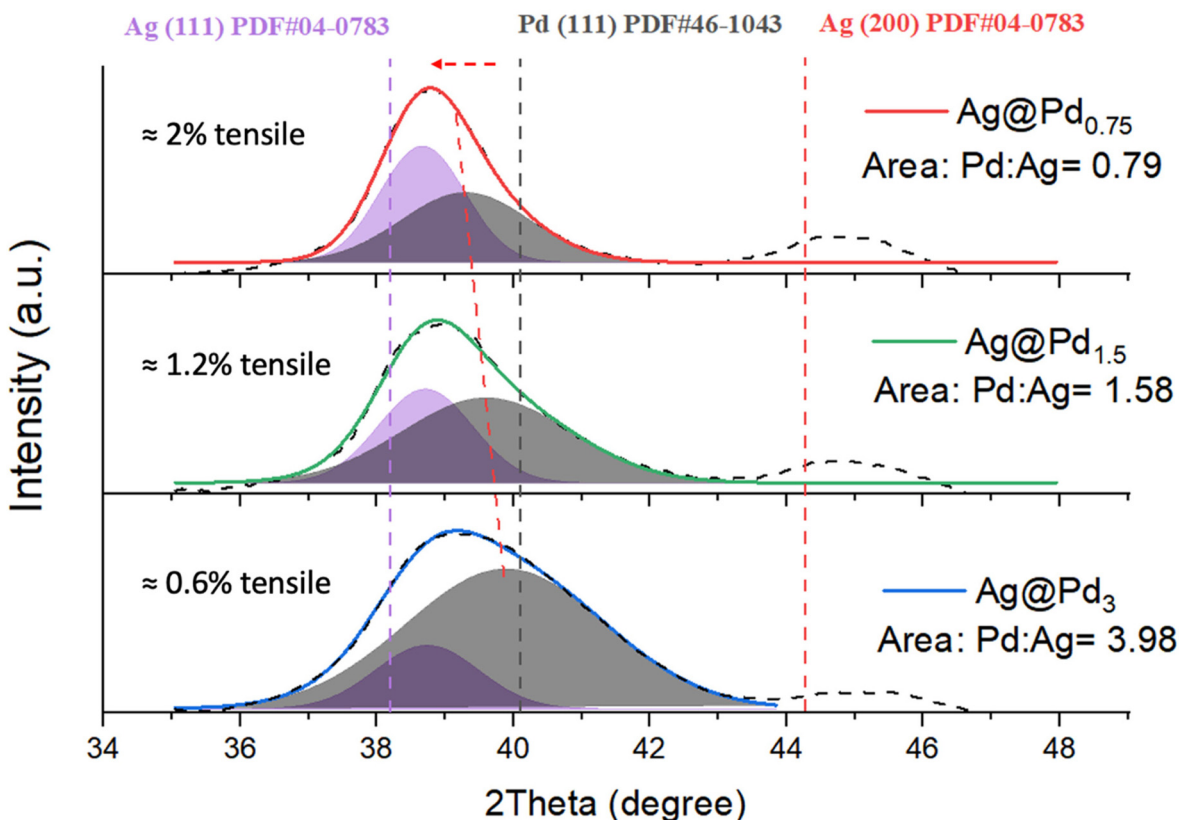 Ag (111) PDF#04-0783 Pd (111) PDF#46-1043 Ag (200) PDF#04-0783
≈ 2% tensile
Ag@Pd0.75
Area: Pd:Ag= 0.79
≈ 1.2% tensile
Ag@Pd1.5
Area: Pd:Ag= 1.58
≈ 0.6% tensile
Ag@Pd3
Area: Pd:Ag= 3.98
Intensity (a.u.)
34 36 38 40 42 44 46 48
2Theta (degree)